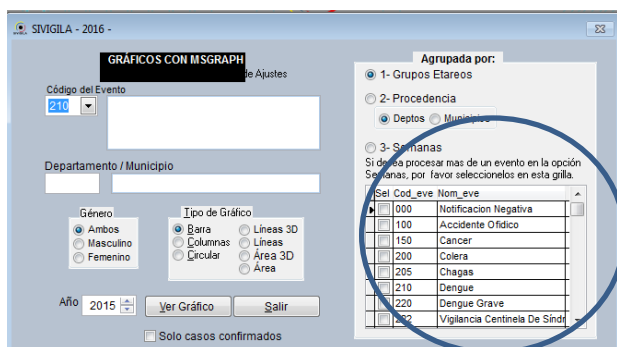 SIVIGILA - 2016 -
GRÁFICOS CON MSGRAPH
de Ajustes
Código del Evento
210
Departamento / Municipio
Género
Ambos
Masculino
Femenino
Tipo de Gráfico
Barra
Columnas
Circular
Líneas 3D
Líneas
Área 3D
Área
Año 2015
Ver Gráfico
Salir
Solo casos confirmados
Agrupada por:
1- Grupos Etareos
2- Procedencia
Deptos Municipios
3- Semanas
Si desea procesar mas de un evento en la opción
Semanas, por favor seleccionelos en esta grilla.
Sel Cod_eve Nom_eve
000 Notificacion Negativa
100 Accidente Ofidico
150 Cancer
200 Colera
205 Chagas
210 Dengue
220 Dengue Grave
Vigilancia Centinela De Síndr